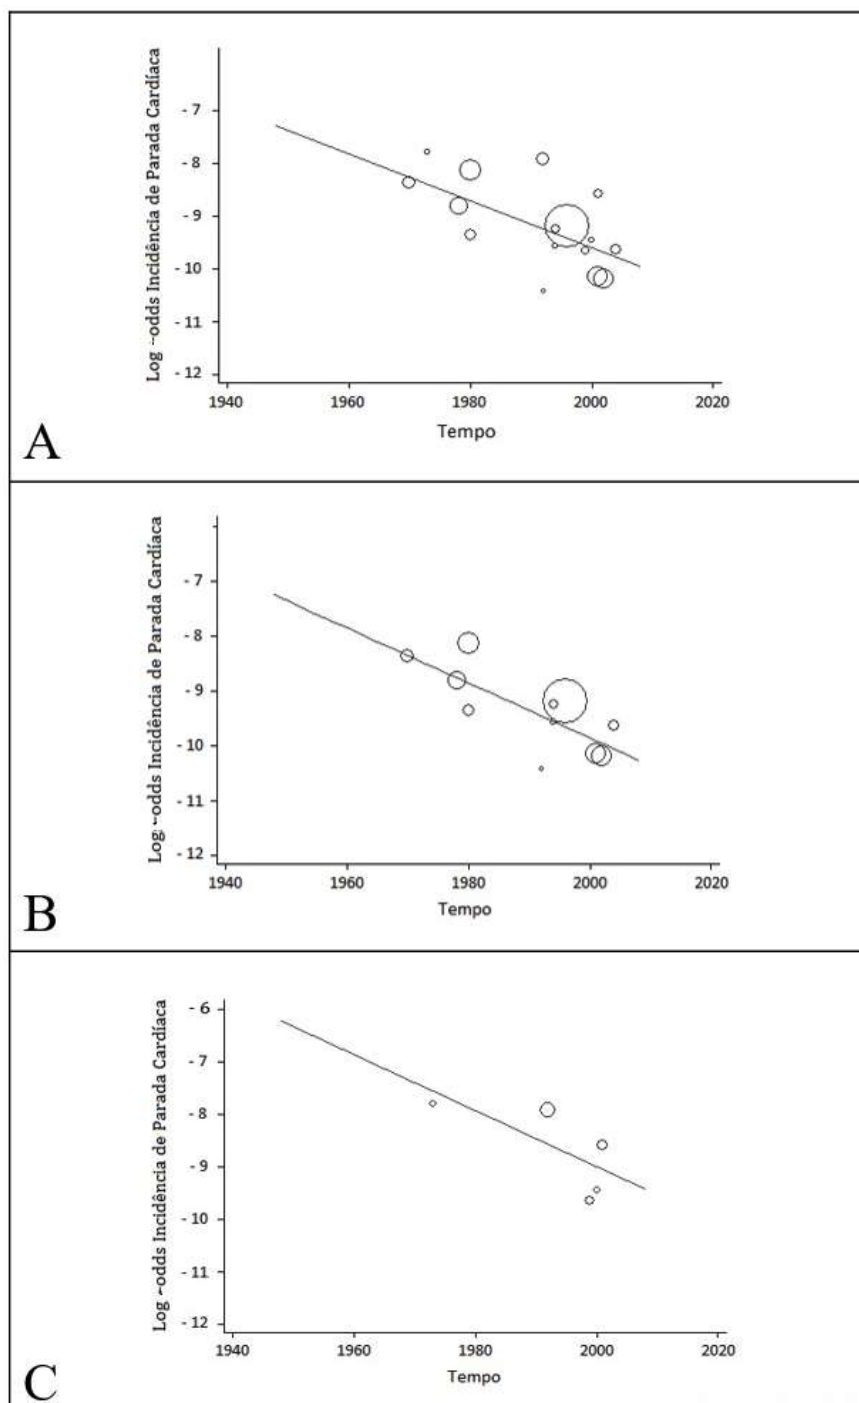 Log -odds Incidência de Parada Cardíaca
- 7
- 8
- 9
- 10
- 11
- 12
1940 1960 1980 2000 2020
Tempo
A
Log -odds Incidência de Parada Cardíaca
- 7
- 8
- 9
- 10
- 11
- 12
1940 1960 1980 2000 2020
Tempo
B
Log -odds Incidência de Parada Cardíaca
- 6
- 7
- 8
- 9
- 10
- 11
- 12
1940 1960 1980 2000 2020
Tempo
C